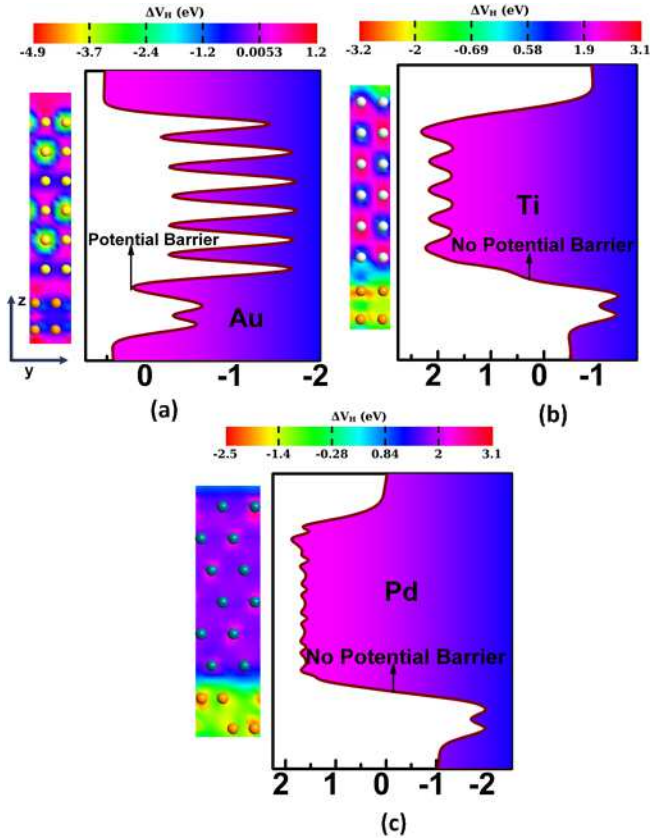 ΔV_H (eV)
-4.9 -3.7 -2.4 -1.2 0.0053 1.2
Potential Barrier
Au
z
y
0 -1 -2
(a)
ΔV_H (eV)
-3.2 -2 -0.69 0.58 1.9 3.1
Ti
No Potential Barrier
2 1 0 -1
(b)
ΔV_H (eV)
-2.5 -1.4 -0.28 0.84 2 3.1
Pd
No Potential Barrier
2 1 0 -1 -2
(c)